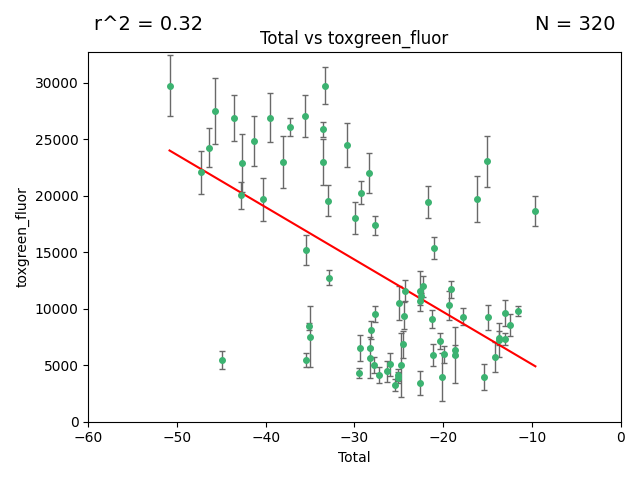 r^2 = 0.32
N = 320
Total vs toxgreen_fluor
30000
25000
20000
15000
10000
5000
0
toxgreen_fluor
−60
−50
−40
−30
−20
−10
0
Total